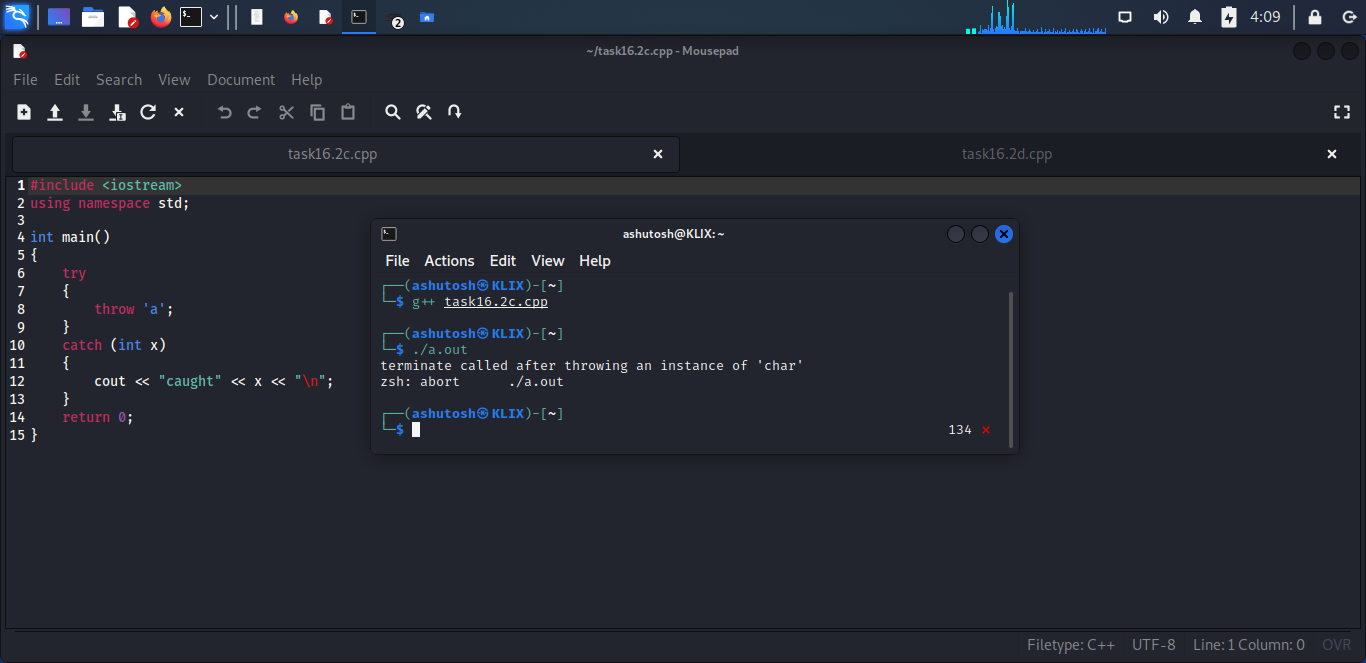 2
4:09
~/task16.2c.cpp - Mousepad
File Edit Search View Document Help
task16.2c.cpp
task16.2d.cpp
1 #include <iostream>
2 using namespace std;
3
4 int main()
5 {
6 try
7 {
8 throw 'a';
9 }
10 catch (int x)
11 {
12 cout << "caught" << x << "\n";
13 }
14 return 0;
15 }
ashutosh@KLIX: ~
File Actions Edit View Help
┌──(ashutosh㉿KLIX)-[~]
└─$ g++ task16.2c.cpp
┌──(ashutosh㉿KLIX)-[~]
└─$ ./a.out
terminate called after throwing an instance of 'char'
zsh: abort ./a.out
┌──(ashutosh㉿KLIX)-[~]
└─$ 134 ×
Filetype: C++ UTF-8 Line: 1 Column: 0 OVR